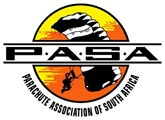 P.A.S.A
PARACHUTE ASSOCIATION OF SOUTH AFRICA